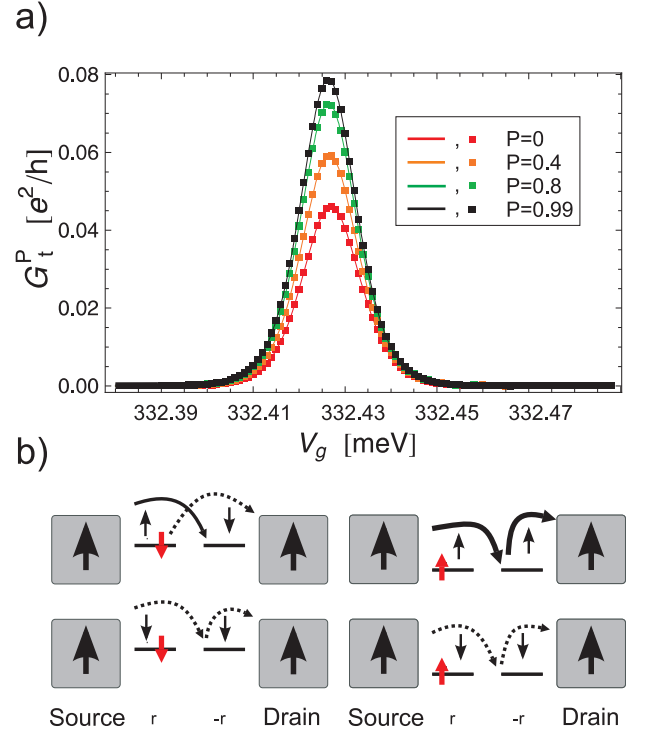 a)
0.08
0.06
0.04
0.02
0.00
G_t^P [e²/h]
, P=0
, P=0.4
, P=0.8
, P=0.99
332.39 332.41 332.43 332.45 332.47
V_g [meV]
b)
Source r -r Drain Source r -r Drain